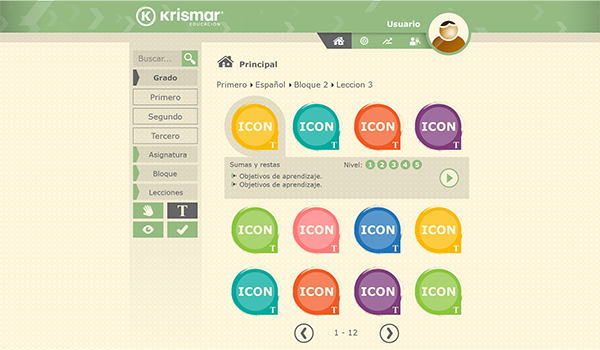 Krismar
EDUCACIÓN
Usuario
Buscar...
Grado
Primero
Segundo
Tercero
Asignatura
Bloque
Lecciones
T
Principal
Primero Español Bloque 2 Leccion 3
ICON T ICON T ICON T ICON T
Sumas y restas
Nivel: 1 2 3 4 5
Objetivos de aprendizaje.
Objetivos de aprendizaje.
ICON T ICON T ICON T ICON T
ICON T ICON T ICON T ICON T
1 - 12